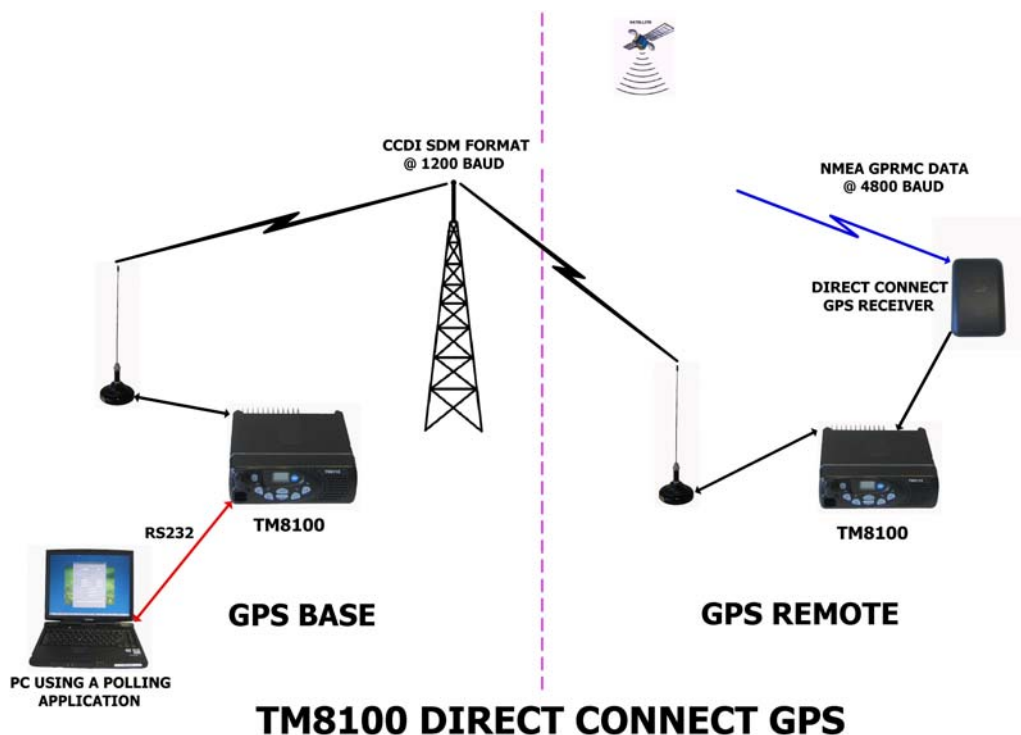 SATELLITE
CCDI SDM FORMAT
@ 1200 BAUD
NMEA GPRMC DATA
@ 4800 BAUD
DIRECT CONNECT
GPS RECEIVER
TM8100
RS232
TM8100
GPS BASE
GPS REMOTE
PC USING A POLLING
APPLICATION
TM8100 DIRECT CONNECT GPS